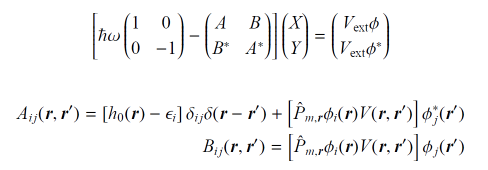 [ħω (1 0
0 −1) − (A B
B* A*)] (X
Y) = (V_ext ϕ
V_ext ϕ*)
A_ij(r, r′) = [h_0(r) − ϵ_i] δ_ij δ(r − r′) + [P̂_m,r ϕ_i(r)V(r, r′)] ϕ_j^*(r′)
B_ij(r, r′) = [P̂_m,r ϕ_i(r)V(r, r′)] ϕ_j(r′)